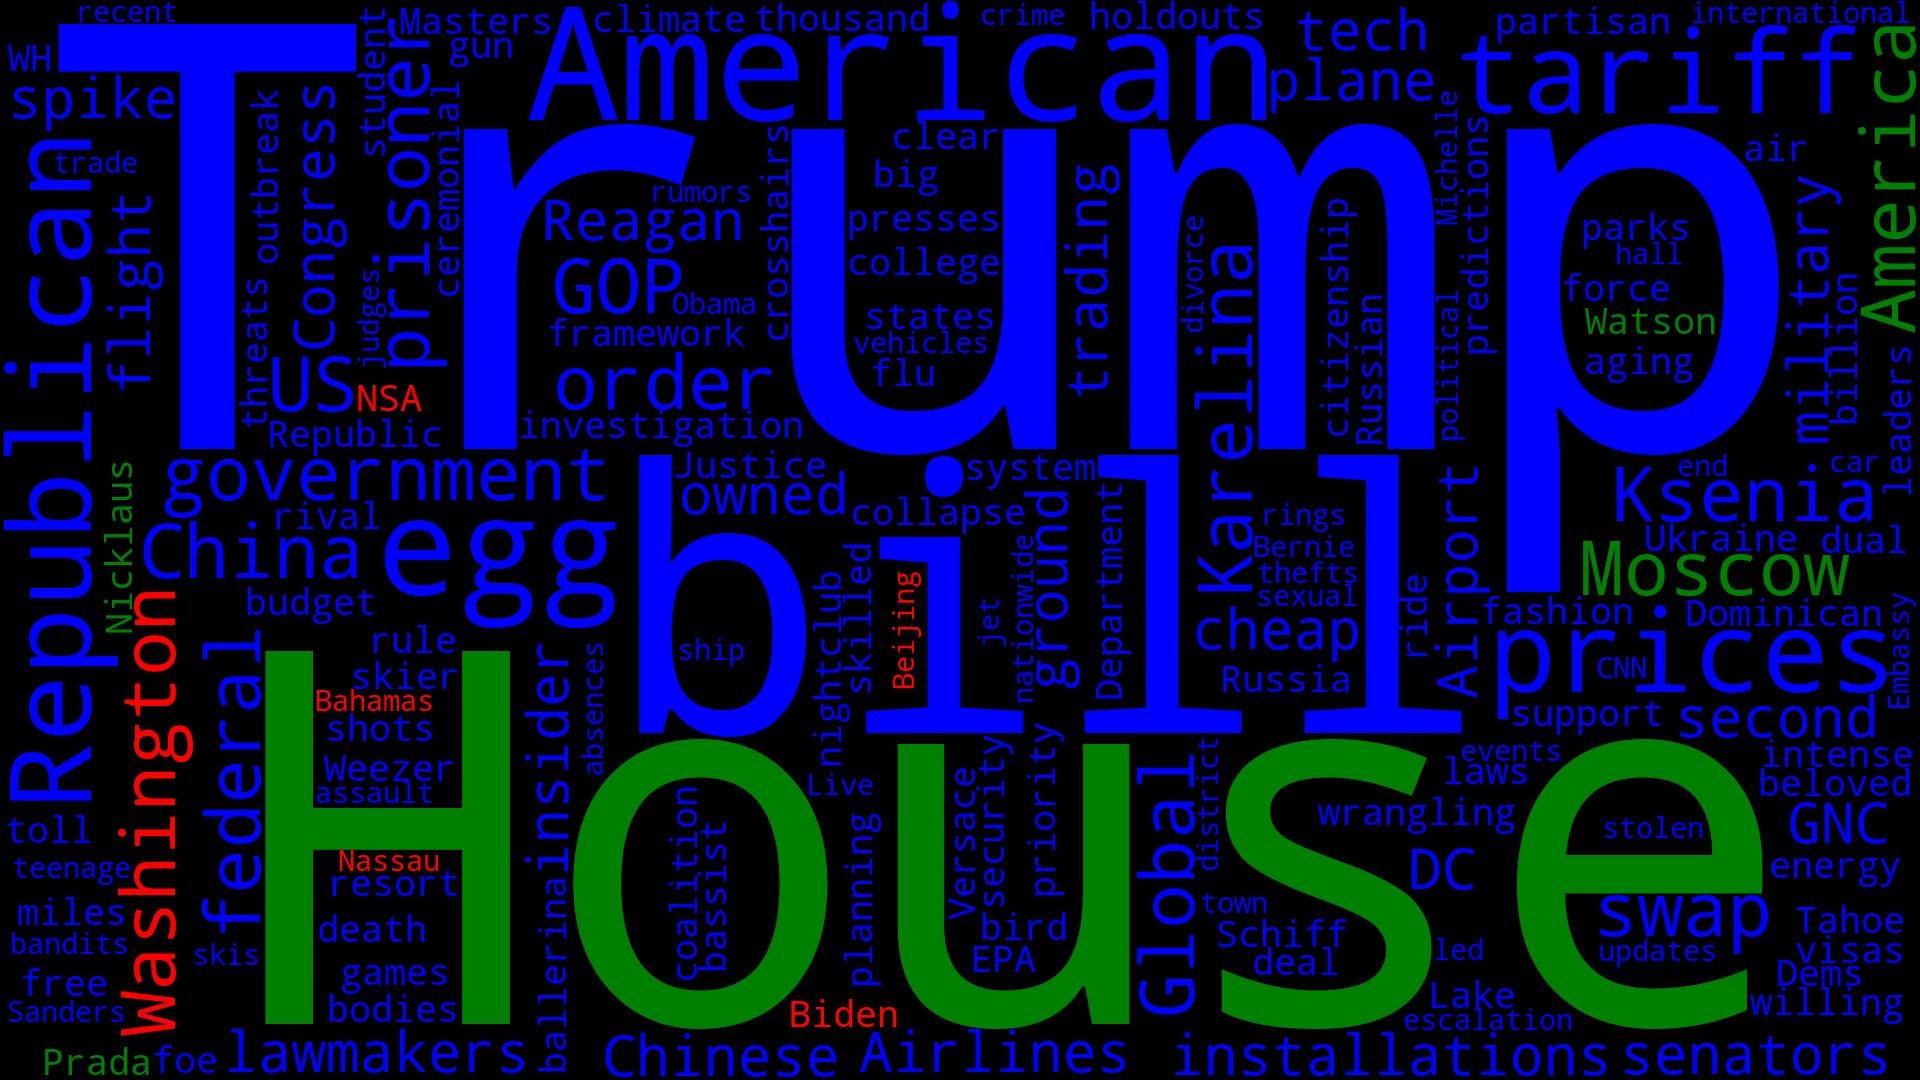 recent
WH
Trump
spike
trade
Republican
flight
outbreak
threats
Congress
student
judges
prisoner
Masters
gun
ceremonial
climate
thousand
crime
holdouts
American
tech
plane
partisan
international
tariff
America
air
military
billion
leaders
Michelle
predictions
political
rumors
Reagan
GOP
Obama
framework
order
investigation
crosshairs
clear
big
presses
college
states
vehicles
flu
trading
divorce
Karelina
citizenship
Russian
parks
hall
force
Watson
aging
US
NSA
Republic
government
Nicklaus
China
rival
egg
budget
Justice
owned
bill
system
collapse
ground
Department
rings
Bernie
thefts
sexual
cheap
Russia
ride
Airport
Ksenia
end
car
Ukraine
dual
Moscow
fashion
Dominican
prices
CNN
Embassy
support
second
Washington
federal
House
rule
skier
Bahamas
shots
Weezer
assault
Nassau
resort
death
games
bodies
insider
ballerina
absences
ship
nightclub
skilled
Beijing
jet
nationwide
Live
planning
coalition
bassist
Versace
security
priority
bird
EPA
Biden
Global
district
town
Schiff
deal
events
laws
wrangling
DC
led
Lake
escalation
stolen
swap
updates
intense
beloved
GNC
energy
Tahoe
visas
Dems
willing
toll
teenage
miles
bandits
free
Sanders
skis
Prada
foe
lawmakers
Chinese
Airlines
installations
senators